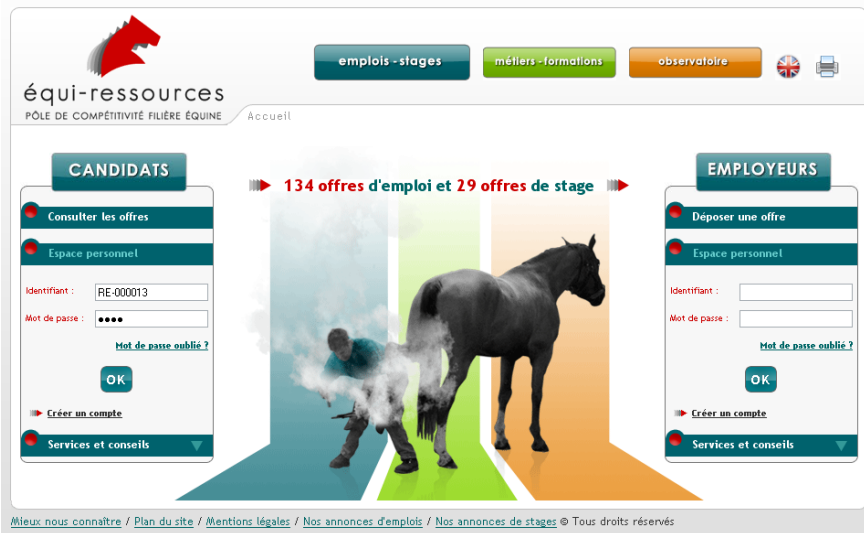 emplois - stages
métiers - formations
observatoire
équi-ressources
PÔLE DE COMPÉTITIVITÉ FILIÈRE ÉQUINE
Accueil
CANDIDATS
Consulter les offres
Espace personnel
Identifiant :
RE-000013
Mot de passe :
Mot de passe oublié ?
OK
Créer un compte
Services et conseils
134 offres d'emploi et 29 offres de stage
EMPLOYEURS
Déposer une offre
Espace personnel
Identifiant :
Mot de passe :
Mot de passe oublié ?
OK
Créer un compte
Services et conseils
Mieux nous connaître / Plan du site / Mentions légales / Nos annonces d'emplois / Nos annonces de stages © Tous droits réservés